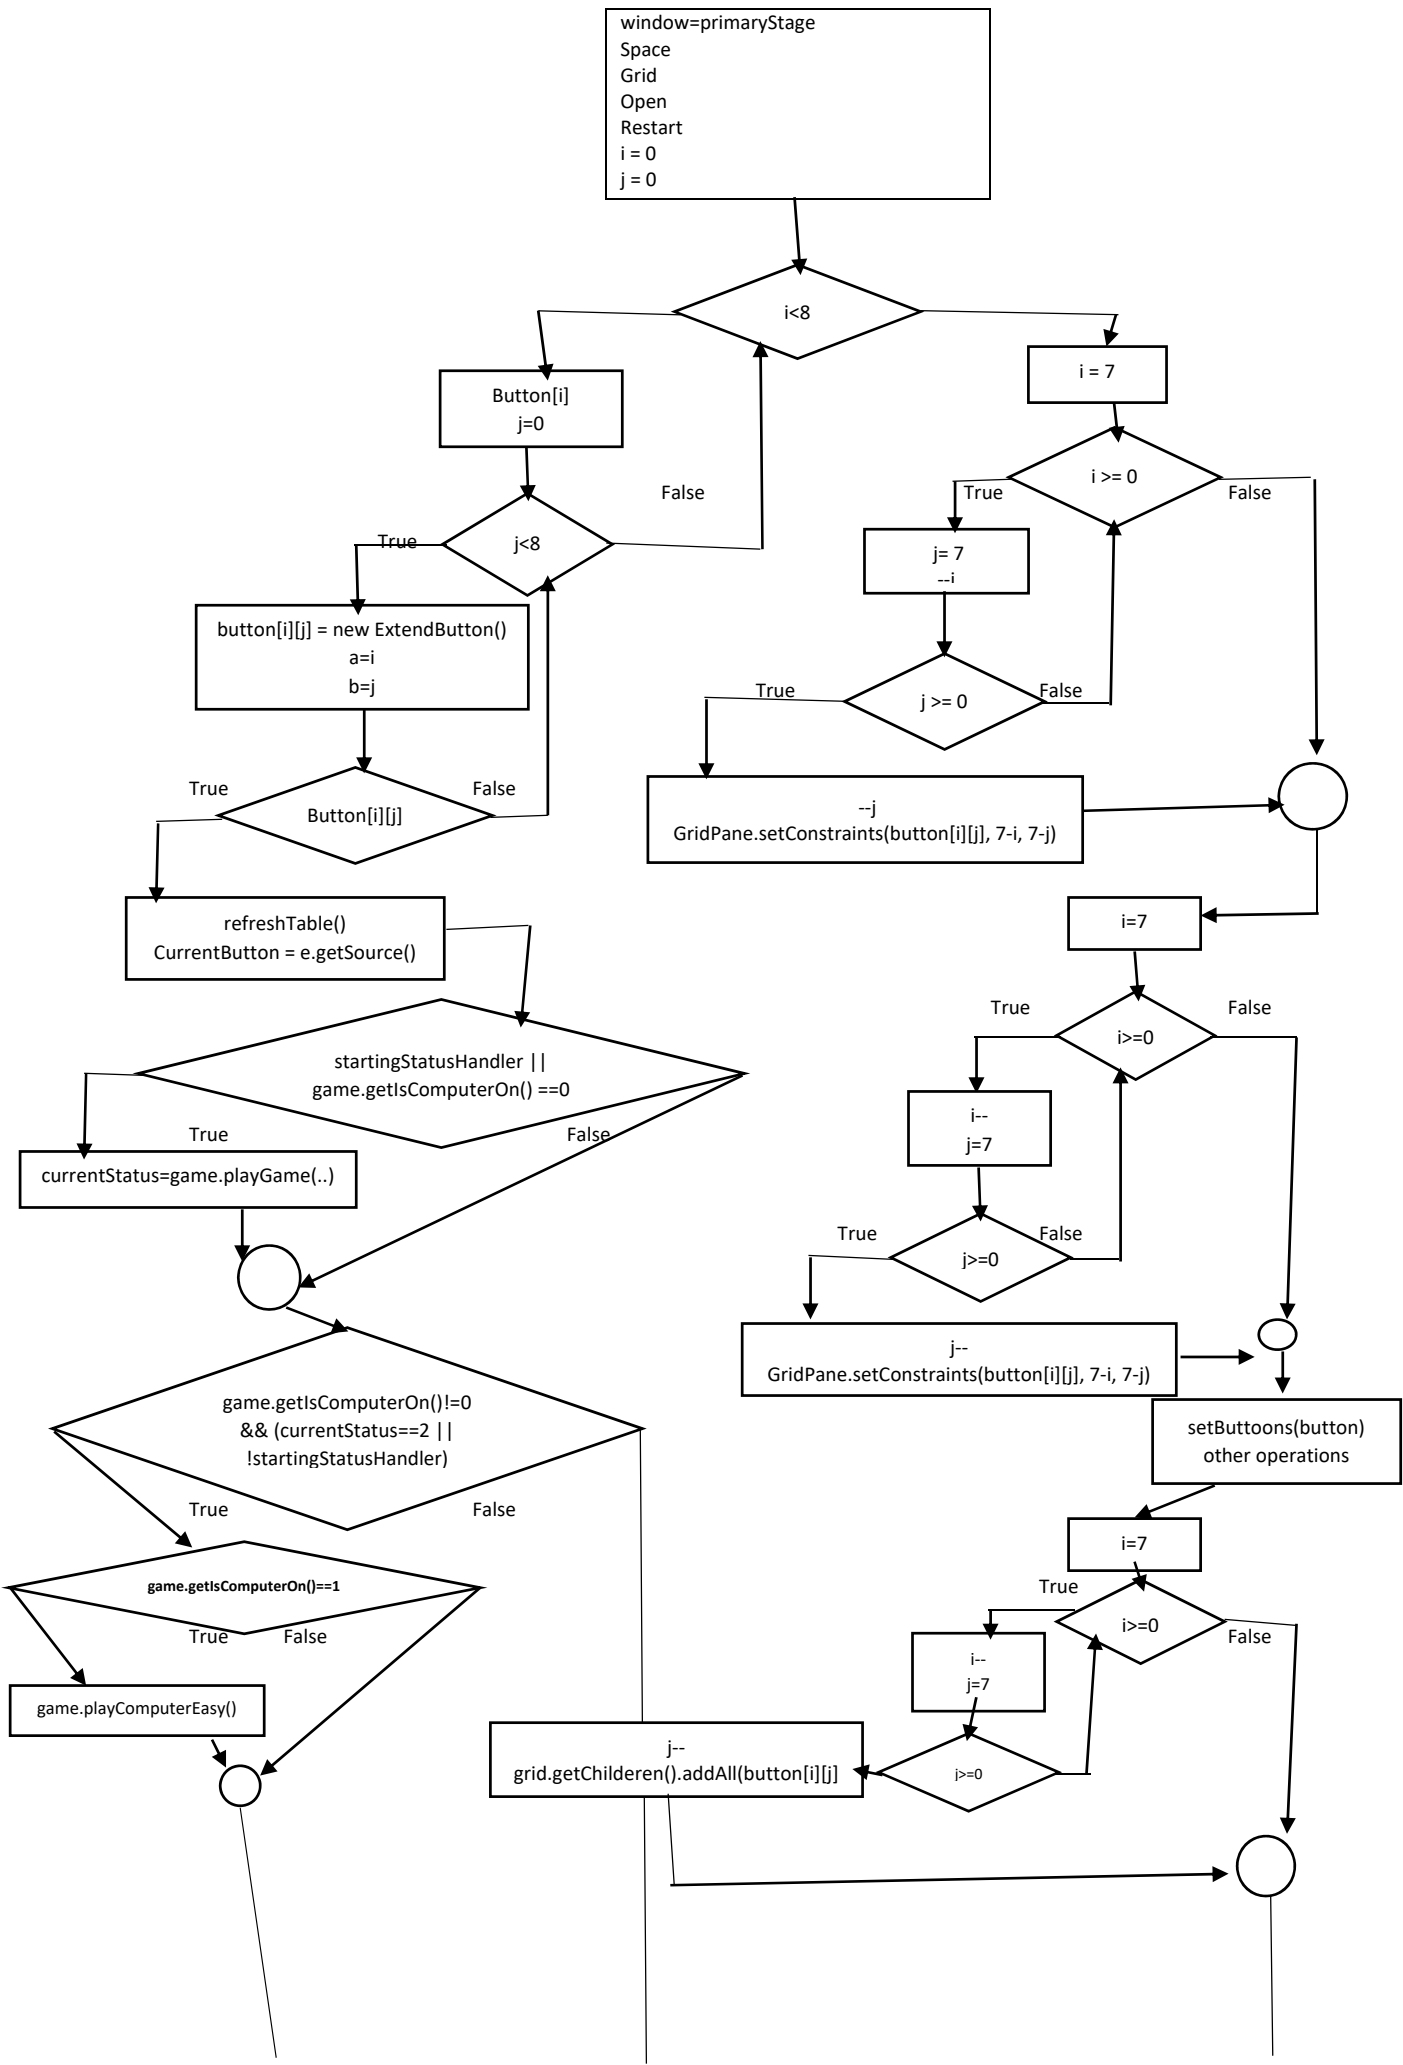 window=primaryStage
Space
Grid
Open
Restart
i = 0
j = 0
i<8
i = 7
Button[i]
j=0
i >= 0
False
True
False
j<8
True
j= 7
--i
button[i][j] = new ExtendButton()
a=i
b=j
j >= 0
True
False
True
False
Button[i][j]
--j
GridPane.setConstraints(button[i][j], 7-i, 7-j)
refreshTable()
CurrentButton = e.getSource()
i=7
True
False
i>=0
startingStatusHandler ||
game.getIsComputerOn() ==0
True
False
i--
j=7
currentStatus=game.playGame(..)
True
False
j>=0
j--
GridPane.setConstraints(button[i][j], 7-i, 7-j)
game.getIsComputerOn()!=0
&& (currentStatus==2 ||
!startingStatusHandler)
True
False
setButtoons(button)
other operations
i=7
game.getIsComputerOn()==1
True
False
True
i>=0
False
i--
j=7
game.playComputerEasy()
j--
grid.getChilderen().addAll(button[i][j]
j>=0